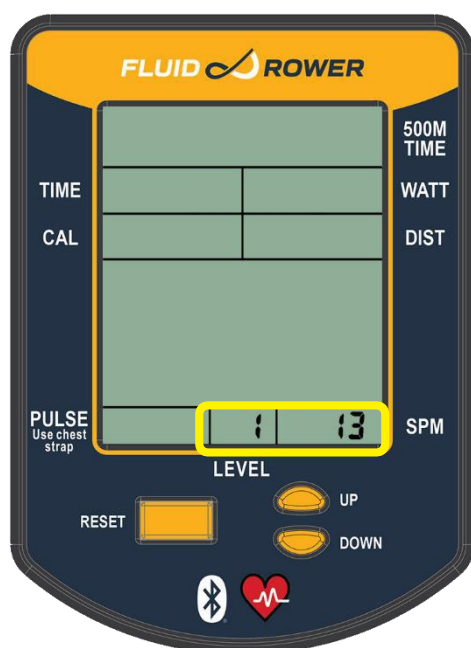 FLUID ROWER
500M
TIME
TIME
WATT
CAL
DIST
PULSE
Use chest
strap
1
13
SPM
LEVEL
RESET
UP
DOWN